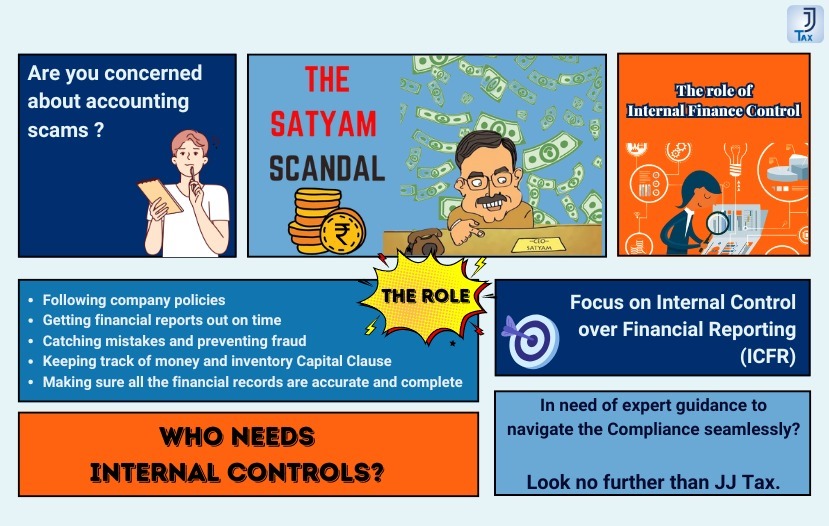 JJ
TAX
Are you concerned
about accounting
scams ?
THE
SATYAM
SCANDAL
₹
-CEO-
SATYAM
The role of
Internal Finance Control
THE ROLE
• Following company policies
• Getting financial reports out on time
• Catching mistakes and preventing fraud
• Keeping track of money and inventory Capital Clause
• Making sure all the financial records are accurate and complete
Focus on Internal Control
over Financial Reporting
(ICFR)
WHO NEEDS
INTERNAL CONTROLS?
In need of expert guidance to
navigate the Compliance seamlessly?
Look no further than JJ Tax.